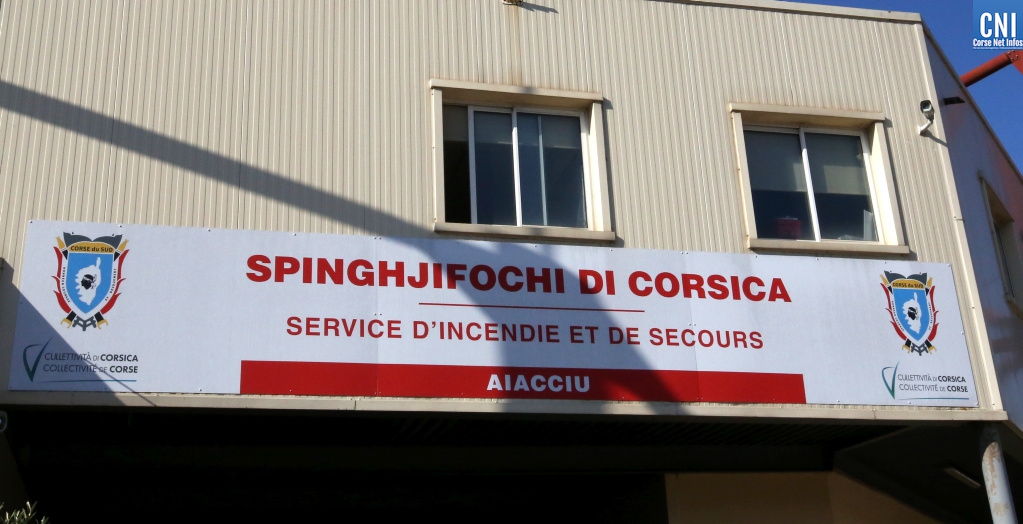 CNI
Corse Net Infos
CORSE du SUD
CORSE du SUD
SPINGHJIFOCHI DI CORSICA
SERVICE D'INCENDIE ET DE SECOURS
AIACCIU
CULLETTIVITÀ DI CORSICA
COLLECTIVITÉ DE CORSE
CULLETTIVITÀ DI CORSICA
COLLECTIVITÉ DE CORSE